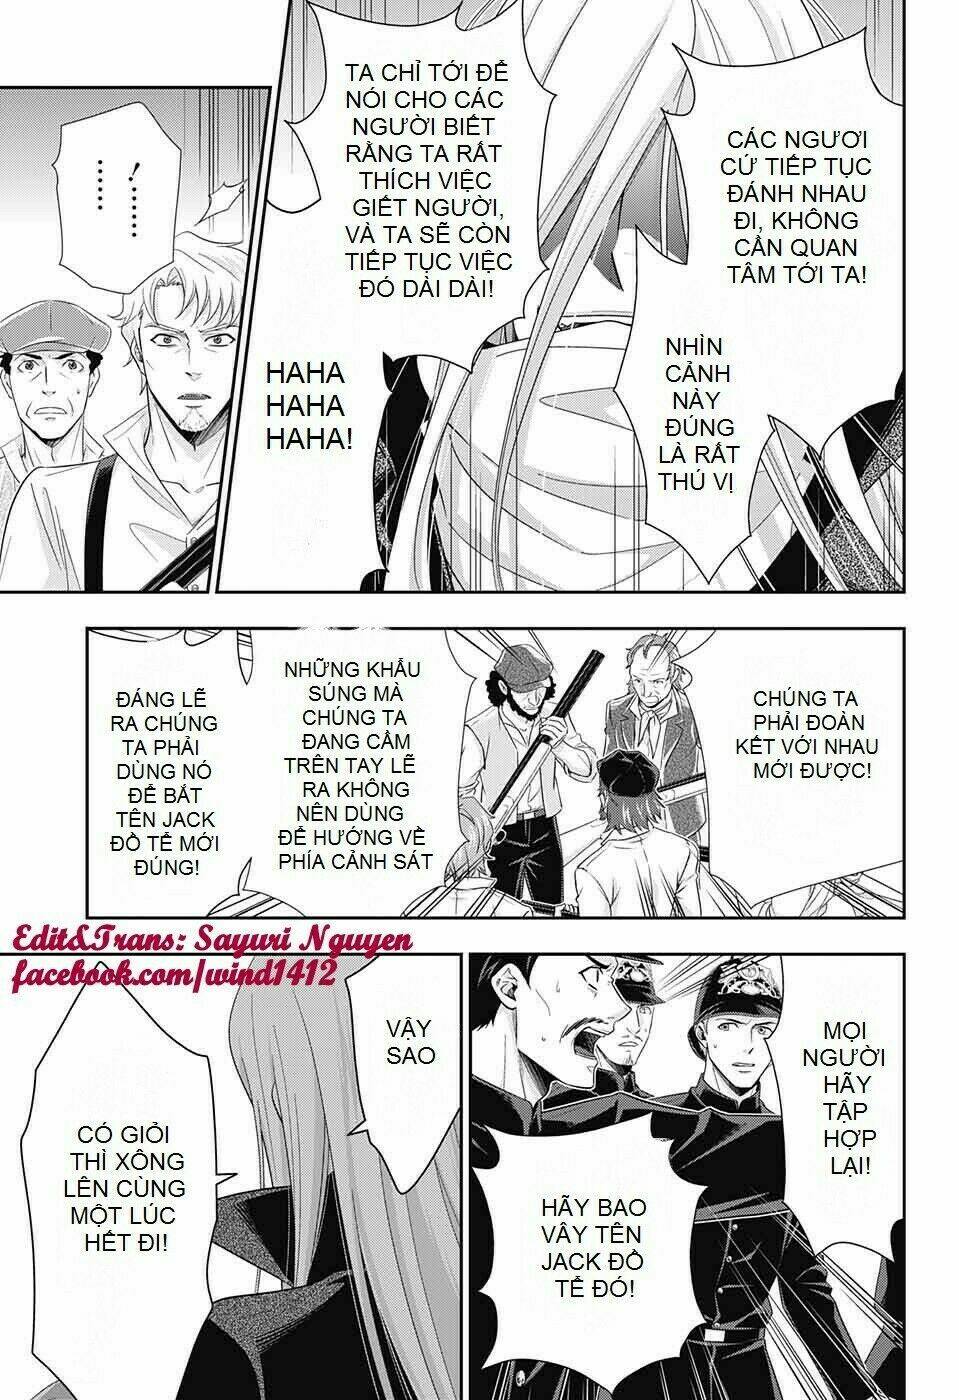 CÁC NGƯƠI
CỨ TIẾP TỤC
ĐÁNH NHAU
ĐI, KHÔNG
CẦN QUAN
TÂM TỚI TA!
NHÌN
CẢNH
NÀY
ĐÚNG
LÀ RẤT
THÚ VỊ
TA CHỈ TỚI ĐỂ
NÓI CHO CÁC
NGƯỜI BIẾT
RẰNG TA RẤT
THÍCH VIỆC
GIẾT NGƯỜI,
VÀ TA SẼ CÒN
TIẾP TỤC VIỆC
ĐÓ DÀI DÀI!
HAHA
HAHA
HAHA!
......!
......
CHÚNG TA
PHẢI ĐOÀN
KẾT VỚI NHAU
MỚI ĐƯỢC!
NHỮNG KHẨU
SÚNG MÀ
CHÚNG TA
ĐANG CẦM
TRÊN TAY LẼ
RA KHÔNG
NÊN DÙNG
ĐỂ HƯỚNG VỀ
PHÍA CẢNH SÁT
ĐÁNG LẼ
RA CHÚNG
TA PHẢI
DÙNG NÓ
ĐỂ BẮT
TÊN JACK
ĐỒ TỂ MỚI
ĐÚNG!
Edit&Trans: Sayuri Nguyen
facebook.com/wind1412
MỌI
NGƯỜI
HÃY
TẬP
HỢP
LẠI!
HÃY BAO
VÂY TÊN
JACK ĐỒ
TỂ ĐÓ!
VẬY
SAO
CÓ GIỎI
THÌ XÔNG
LÊN CÙNG
MỘT LÚC
HẾT ĐI!